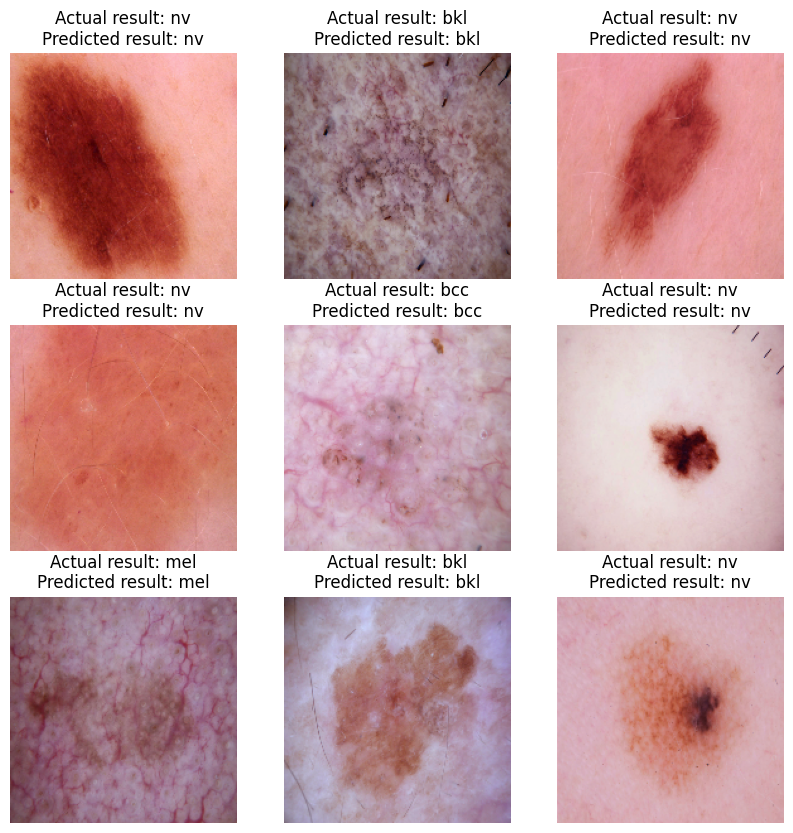 Actual result: nv
Predicted result: nv
Actual result: bkl
Predicted result: bkl
Actual result: nv
Predicted result: nv
Actual result: nv
Predicted result: nv
Actual result: bcc
Predicted result: bcc
Actual result: nv
Predicted result: nv
Actual result: mel
Predicted result: mel
Actual result: bkl
Predicted result: bkl
Actual result: nv
Predicted result: nv